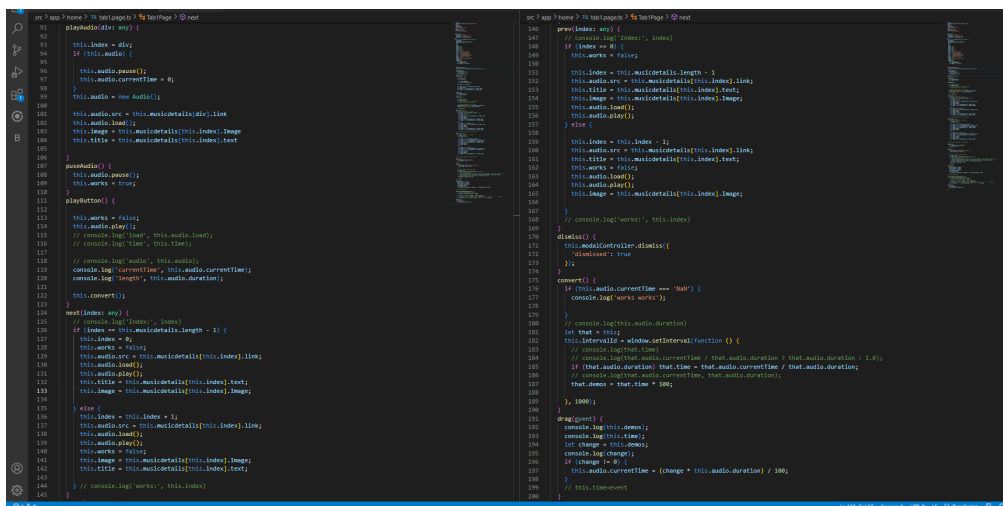 src > app > home > TS tab1.page.ts > Tab1Page > next
91 playAudio(div: any) {
92
93 this.index = div;
94 if (this.audio) {
95
96 this.audio.pause();
97 this.audio.currentTime = 0;
98 }
99 this.audio = new Audio();
100
101 this.audio.src = this.musicdetails[div].link
102 this.audio.load();
103 this.image = this.musicdetails[this.index].Image
104 this.title = this.musicdetails[this.index].text
105
106 }
107 puseAudio() {
108 this.audio.pause();
109 this.works = true;
110 }
111 playButton() {
112
113 this.works = false;
114 this.audio.play();
115 // console.log('load', this.audio.load);
116 // console.log('time', this.time);
117
118 // console.log('audio', this.audio);
119 console.log('currentTime', this.audio.currentTime);
120 console.log('length', this.audio.duration);
121
122 this.convert();
123 }
124 next(index: any) {
125 // console.log('Index:', index)
126 if (index == this.musicdetails.length - 1) {
127 this.index = 0;
128 this.works = false;
129 this.audio.src = this.musicdetails[this.index].link;
130 this.audio.load();
131 this.audio.play();
132 this.title = this.musicdetails[this.index].text;
133 this.image = this.musicdetails[this.index].Image;
134
135 } else {
136 this.index = this.index + 1;
137 this.audio.src = this.musicdetails[this.index].link;
138 this.audio.load();
139 this.audio.play();
140 this.works = false;
141 this.image = this.musicdetails[this.index].Image;
142 this.title = this.musicdetails[this.index].text;
143
144 } // console.log('works:', this.index)
145 }
src > app > home > TS tab1.page.ts > Tab1Page > next
146 prev(index: any) {
147 // console.log('Index:', index)
148 if (index == 0) {
149 this.works = false;
150
151 this.index = this.musicdetails.length - 1
152 this.audio.src = this.musicdetails[this.index].link;
153 this.title = this.musicdetails[this.index].text;
154 this.image = this.musicdetails[this.index].Image;
155 this.audio.load();
156 this.audio.play();
157 } else {
158
159 this.index = this.index - 1;
160 this.audio.src = this.musicdetails[this.index].link;
161 this.title = this.musicdetails[this.index].text;
162 this.works = false;
163 this.audio.load();
164 this.audio.play();
165 this.image = this.musicdetails[this.index].Image;
166
167 }
168 // console.log('works:', this.index)
169 }
170 dismiss() {
171 this.modalController.dismiss({
172 'dismissed': true
173 });
174 }
175 convert() {
176 if (this.audio.currentTime === 'NaN') {
177 console.log('works works');
178
179 }
180 // console.log(this.audio.duration)
181 let that = this;
182 this.intervalId = window.setInterval(function () {
183 // console.log(that.time)
184 // console.log(that.audio.currentTime / that.audio.duration ? that.audio.duration : 1.0);
185 if (that.audio.duration) that.time = that.audio.currentTime / that.audio.duration;
186 // console.log(that.audio.currentTime, that.audio.duration);
187 that.demos = that.time * 100;
188
189 }, 1000);
190 }
191 drag(gvent) {
192 console.log(this.demos);
193 console.log(this.time);
194 let change = this.demos;
195 console.log(change);
196 if (change != 0) {
197 this.audio.currentTime = (change * this.audio.duration) / 100;
198 }
199 // this.time=event
200 }